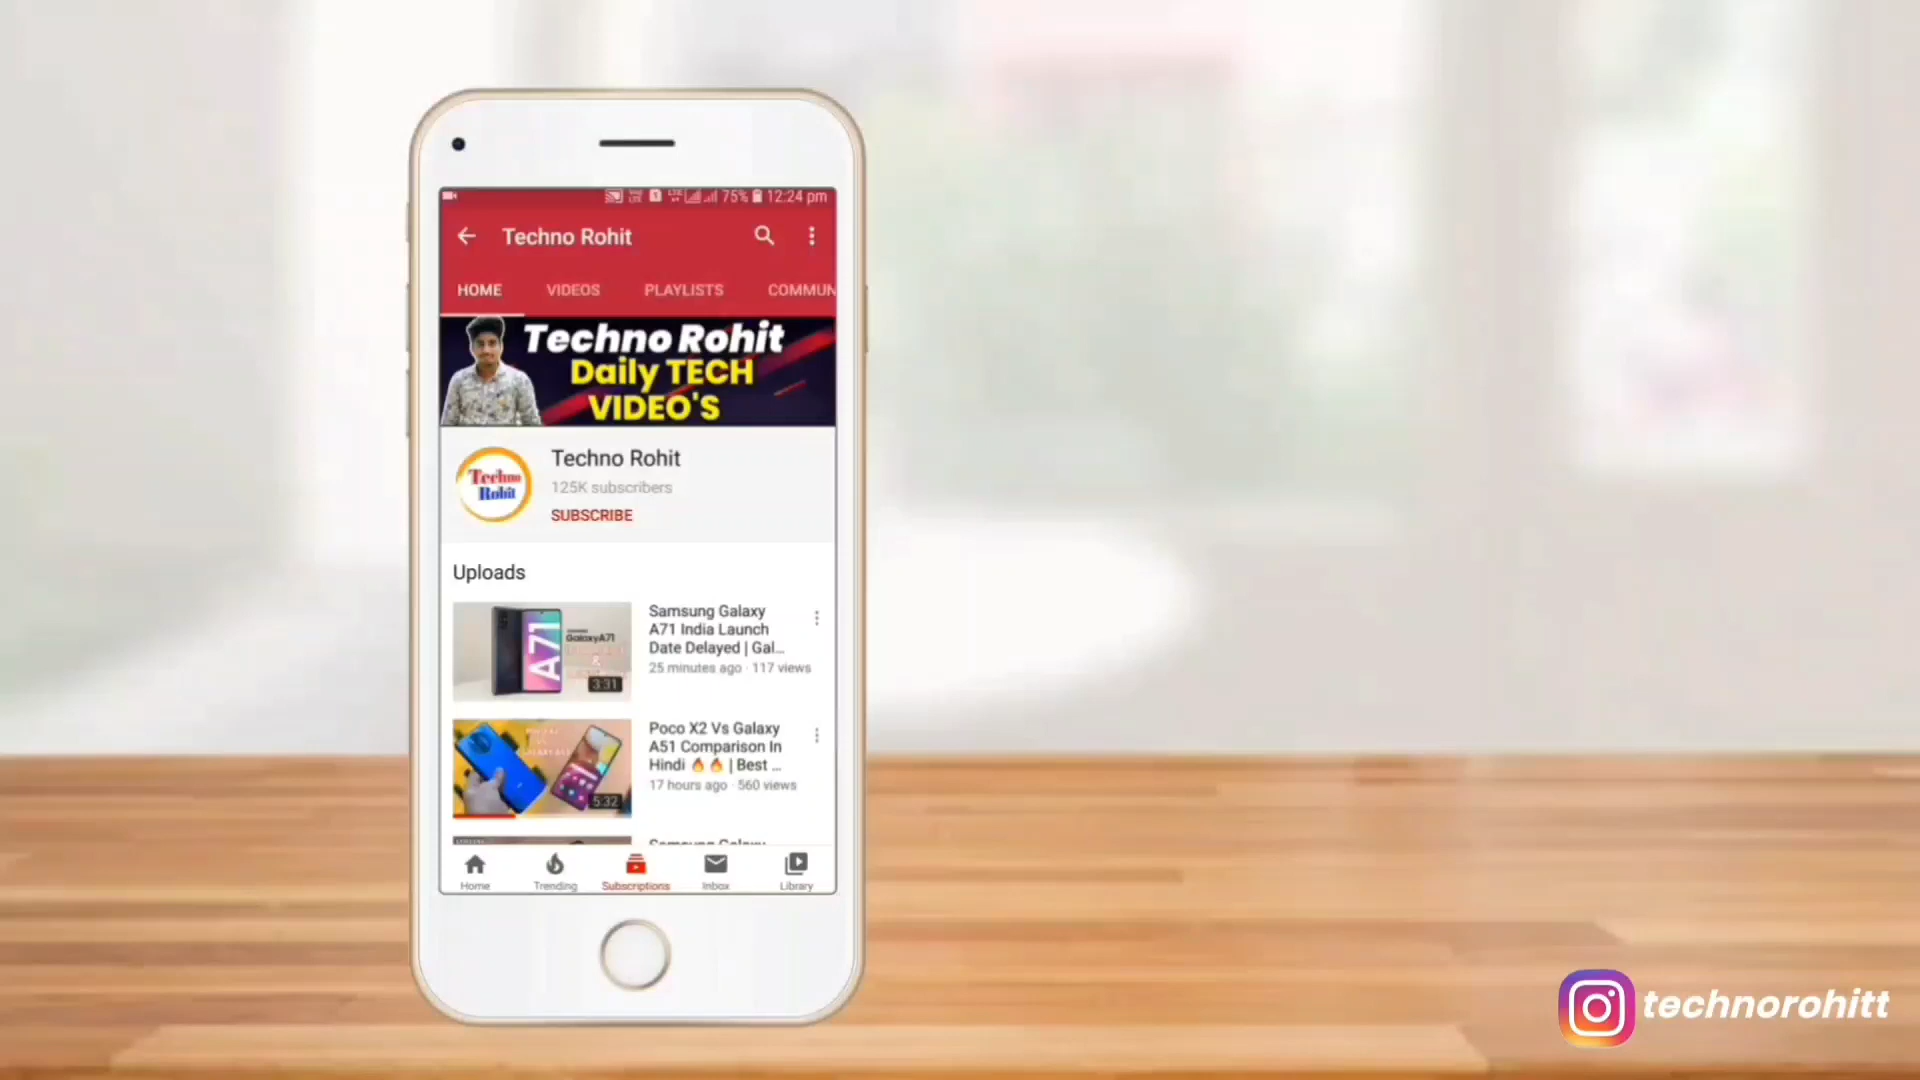 75% 12:24 pm
Techno Rohit
HOME VIDEOS PLAYLISTS COMMUN
Techno Rohit
Daily TECH
VIDEO'S
Techno
Rohit
Techno Rohit
125K subscribers
SUBSCRIBE
Uploads
GalaxyA71
A71
&
3:31
Samsung Galaxy
A71 India Launch
Date Delayed | Gal...
25 minutes ago · 117 views
5:32
Poco X2 Vs Galaxy
A51 Comparison In
Hindi 🔥🔥 | Best ...
17 hours ago · 560 views
Samsung Galaxy
Home Trending Subscriptions Inbox Library
technorohitt